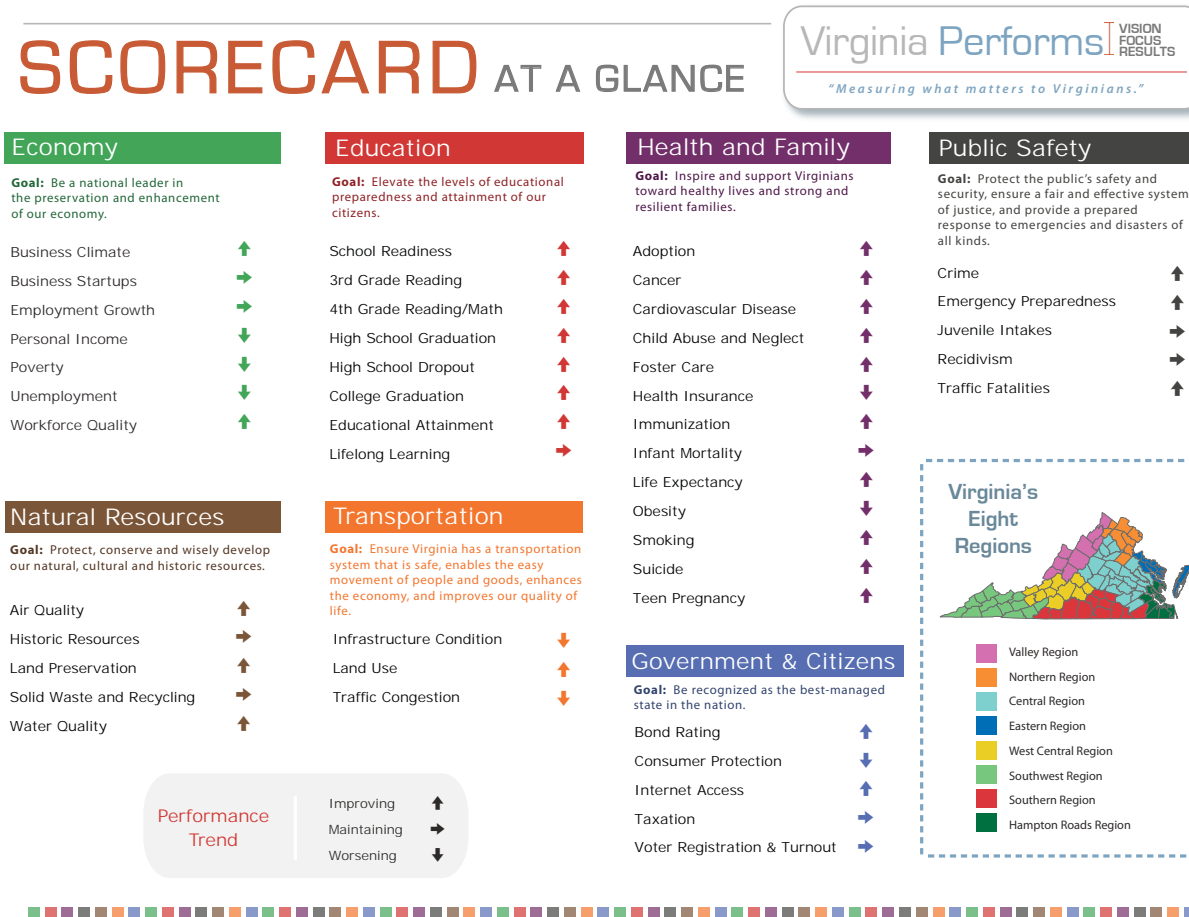 SCORECARD AT A GLANCE
Virginia Performs
VISION
FOCUS
RESULTS
“Measuring what matters to Virginians.”
Economy
Goal: Be a national leader in
the preservation and enhancement
of our economy.
Business Climate
Business Startups
Employment Growth
Personal Income
Poverty
Unemployment
Workforce Quality
Education
Goal: Elevate the levels of educational
preparedness and attainment of our
citizens.
School Readiness
3rd Grade Reading
4th Grade Reading/Math
High School Graduation
High School Dropout
College Graduation
Educational Attainment
Lifelong Learning
Health and Family
Goal: Inspire and support Virginians
toward healthy lives and strong and
resilient families.
Adoption
Cancer
Cardiovascular Disease
Child Abuse and Neglect
Foster Care
Health Insurance
Immunization
Infant Mortality
Life Expectancy
Obesity
Smoking
Suicide
Teen Pregnancy
Public Safety
Goal: Protect the public’s safety and
security, ensure a fair and effective system
of justice, and provide a prepared
response to emergencies and disasters of
all kinds.
Crime
Emergency Preparedness
Juvenile Intakes
Recidivism
Traffic Fatalities
Natural Resources
Goal: Protect, conserve and wisely develop
our natural, cultural and historic resources.
Air Quality
Historic Resources
Land Preservation
Solid Waste and Recycling
Water Quality
Transportation
Goal: Ensure Virginia has a transportation
system that is safe, enables the easy
movement of people and goods, enhances
the economy, and improves our quality of
life.
Infrastructure Condition
Land Use
Traffic Congestion
Government & Citizens
Goal: Be recognized as the best-managed
state in the nation.
Bond Rating
Consumer Protection
Internet Access
Taxation
Voter Registration & Turnout
Virginia’s
Eight
Regions
Valley Region
Northern Region
Central Region
Eastern Region
West Central Region
Southwest Region
Southern Region
Hampton Roads Region
Performance
Trend
Improving
Maintaining
Worsening